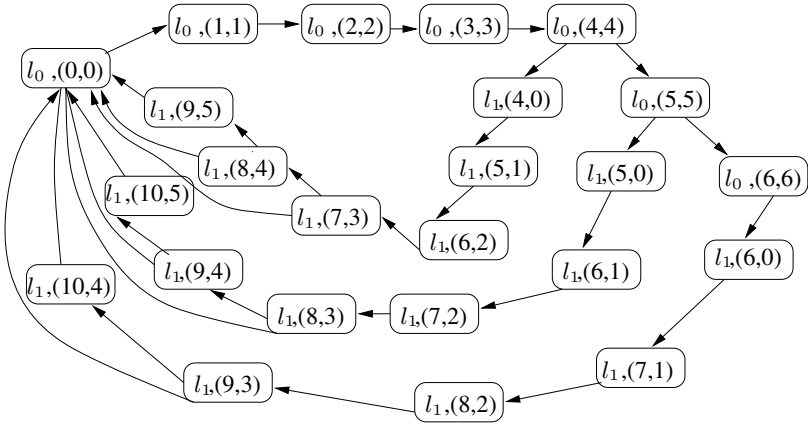 l₀ ,(1,1)
l₀ ,(2,2)
l₀ ,(3,3)
l₀ ,(4,4)
l₀ ,(0,0)
l₁ ,(9,5)
l₁,(4,0)
l₀ ,(5,5)
l₁ ,(8,4)
l₁ ,(5,1)
l₁,(5,0)
l₀ ,(6,6)
l₁ ,(10,5)
l₁ ,(7,3)
l₁,(6,2)
l₁,(6,0)
l₁,(9,4)
l₁,(6,1)
l₁ ,(10,4)
l₁,(8,3)
l₁,(7,2)
l₁ ,(7,1)
l₁,(9,3)
l₁ ,(8,2)